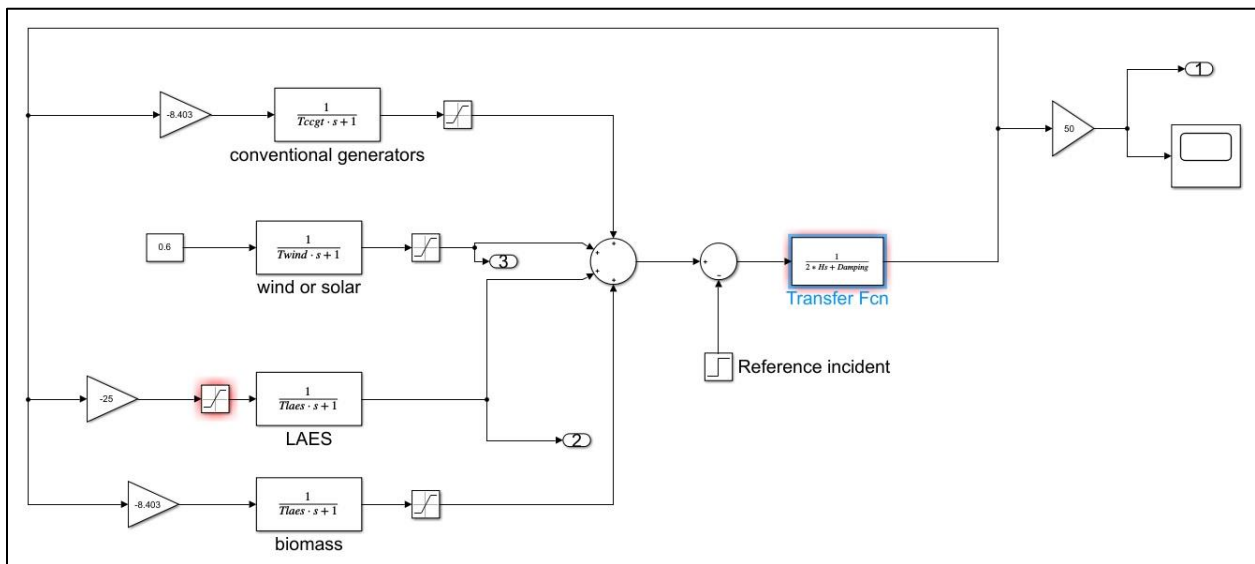 1
-8.403
1
Tccgt · s + 1
conventional generators
50
0.6
1
Twind · s + 1
wind or solar
3
+
+
+
+
+
-
1
2 * Hs + Damping
Transfer Fcn
Reference incident
-25
1
Tlaes · s + 1
LAES
2
-8.403
1
Tlaes · s + 1
biomass